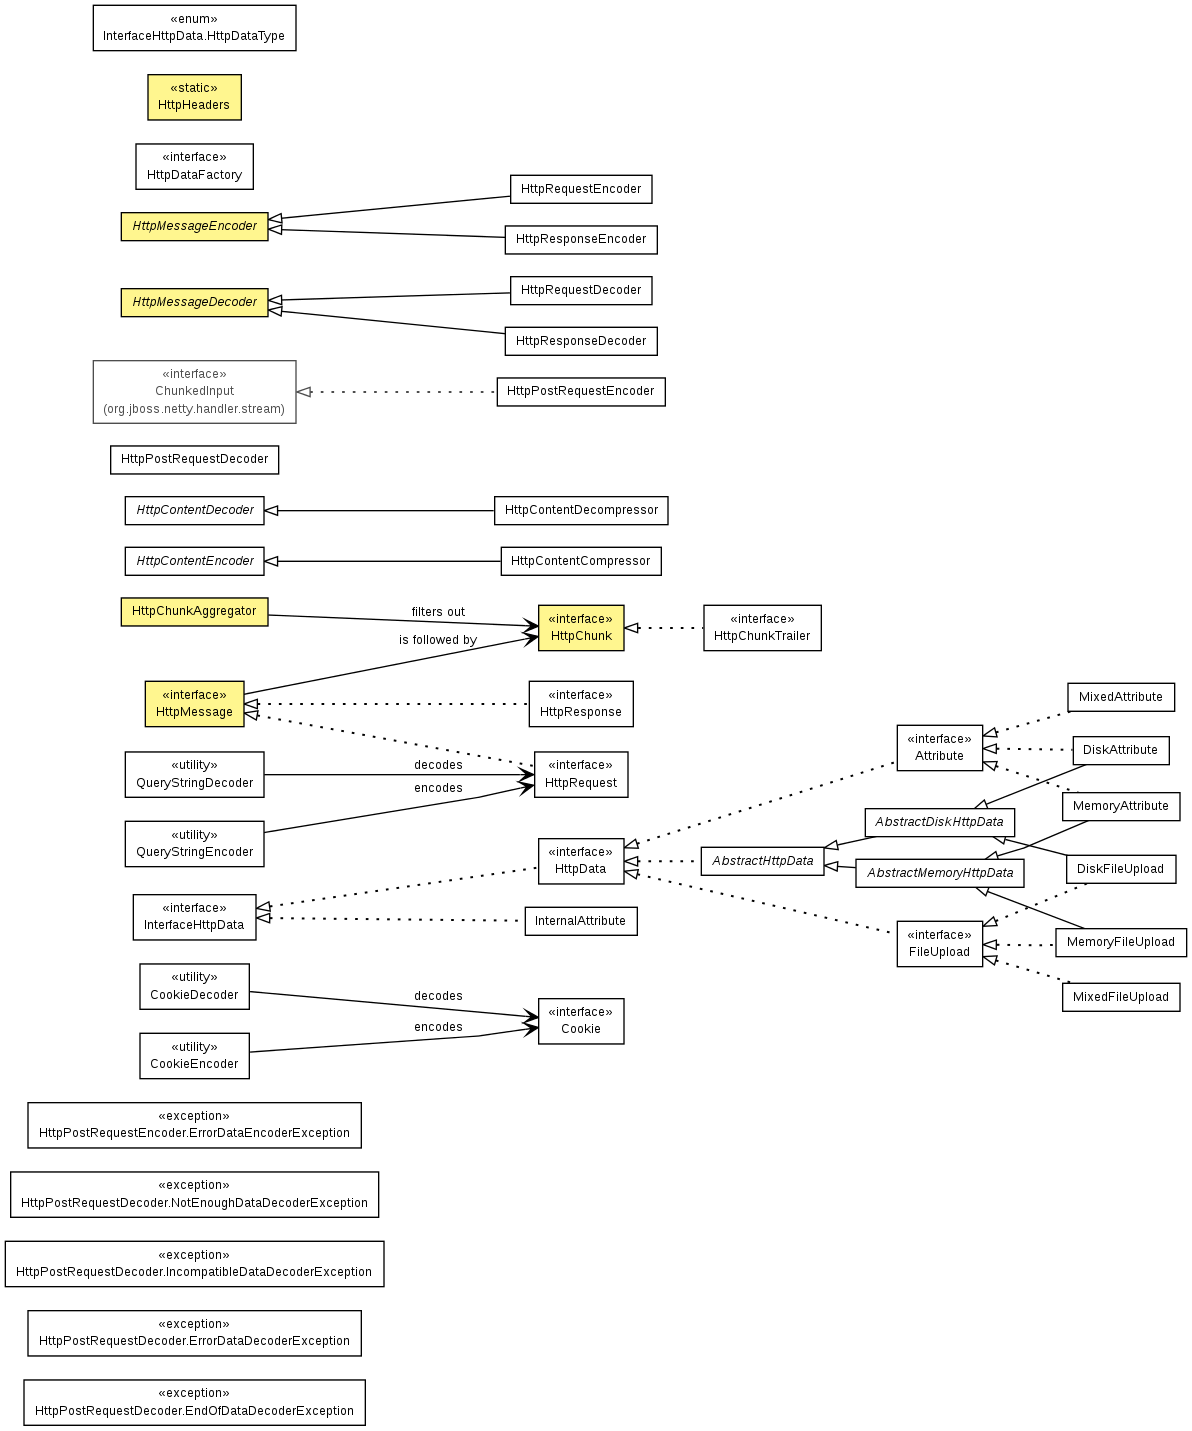 «enum»
InterfaceHttpData.HttpDataType
«static»
HttpHeaders
«interface»
HttpDataFactory
HttpMessageEncoder
HttpRequestEncoder
HttpResponseEncoder
HttpMessageDecoder
HttpRequestDecoder
HttpResponseDecoder
«interface»
ChunkedInput
(org.jboss.netty.handler.stream)
HttpPostRequestEncoder
HttpPostRequestDecoder
HttpContentDecoder
HttpContentDecompressor
HttpContentEncoder
HttpContentCompressor
HttpChunkAggregator
filters out
is followed by
«interface»
HttpChunk
«interface»
HttpChunkTrailer
«interface»
HttpMessage
«interface»
HttpResponse
«utility»
QueryStringDecoder
decodes
«interface»
HttpRequest
«utility»
QueryStringEncoder
encodes
«interface»
HttpData
«interface»
InterfaceHttpData
InternalAttribute
AbstractHttpData
AbstractDiskHttpData
AbstractMemoryHttpData
«interface»
Attribute
MixedAttribute
DiskAttribute
MemoryAttribute
DiskFileUpload
«interface»
FileUpload
MemoryFileUpload
MixedFileUpload
«utility»
CookieDecoder
decodes
«interface»
Cookie
«utility»
CookieEncoder
encodes
«exception»
HttpPostRequestEncoder.ErrorDataEncoderException
«exception»
HttpPostRequestDecoder.NotEnoughDataDecoderException
«exception»
HttpPostRequestDecoder.IncompatibleDataDecoderException
«exception»
HttpPostRequestDecoder.ErrorDataDecoderException
«exception»
HttpPostRequestDecoder.EndOfDataDecoderException